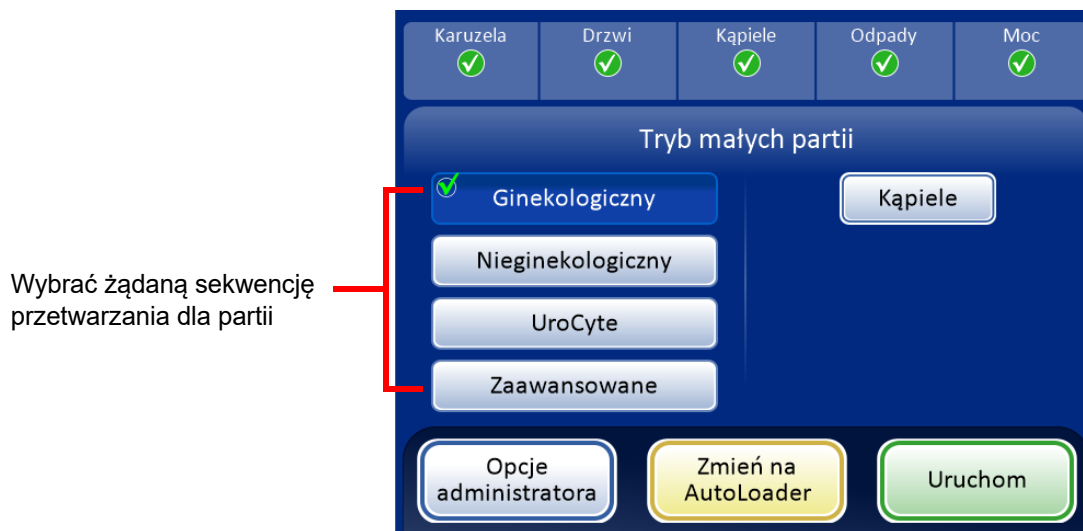 Karuzela
Drzwi
Kąpiele
Odpady
Moc
Tryb małych partii
Wybrać żądaną sekwencję
przetwarzania dla partii
Ginekologiczny
Nieginekologiczny
UroCyte
Zaawansowane
Kąpiele
Opcje
administratora
Zmień na
AutoLoader
Uruchom